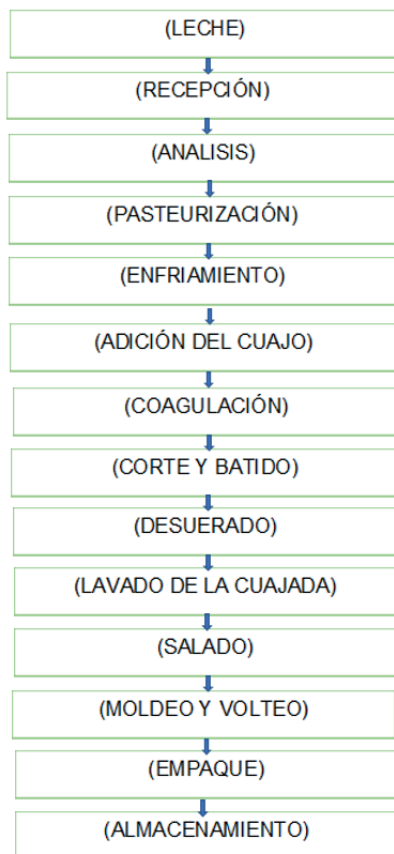 (LECHE)
(RECEPCIÓN)
(ANALISIS)
(PASTEURIZACIÓN)
(ENFRIAMIENTO)
(ADICIÓN DEL CUAJO)
(COAGULACIÓN)
(CORTE Y BATIDO)
(DESUERADO)
(LAVADO DE LA CUAJADA)
(SALADO)
(MOLDEO Y VOLTEO)
(EMPAQUE)
(ALMACENAMIENTO)